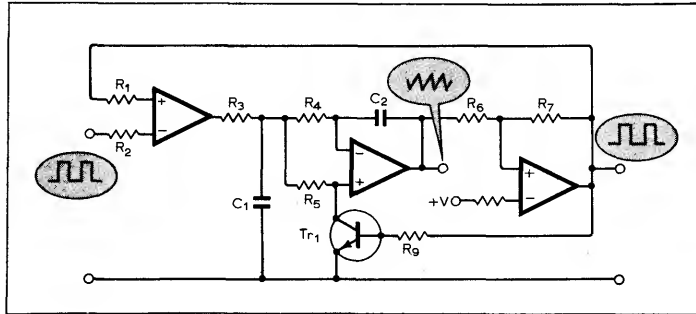 R1
R2
+
−
R3
C1
R4
R5
C2
−
+
Tr1
R6
R7
+
−
+V
R9